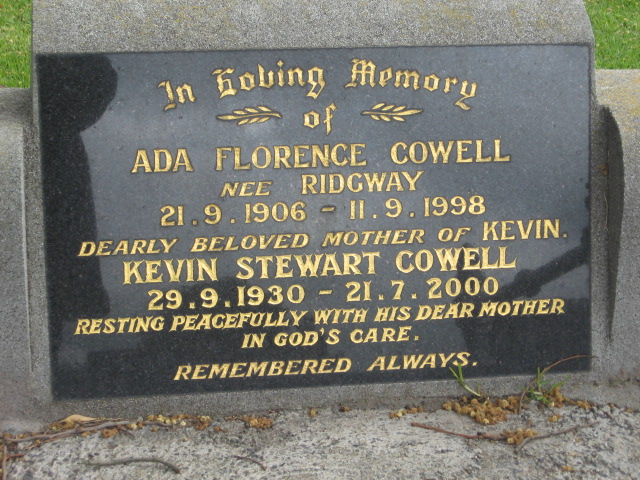 In Loving Memory
of
ADA FLORENCE COWELL
NEE RIDGWAY
21.9.1906 - 11.9.1998
DEARLY BELOVED MOTHER OF KEVIN.
KEVIN STEWART COWELL
29.9.1930 - 21.7.2000
RESTING PEACEFULLY WITH HIS DEAR MOTHER
IN GOD'S CARE.
REMEMBERED ALWAYS.